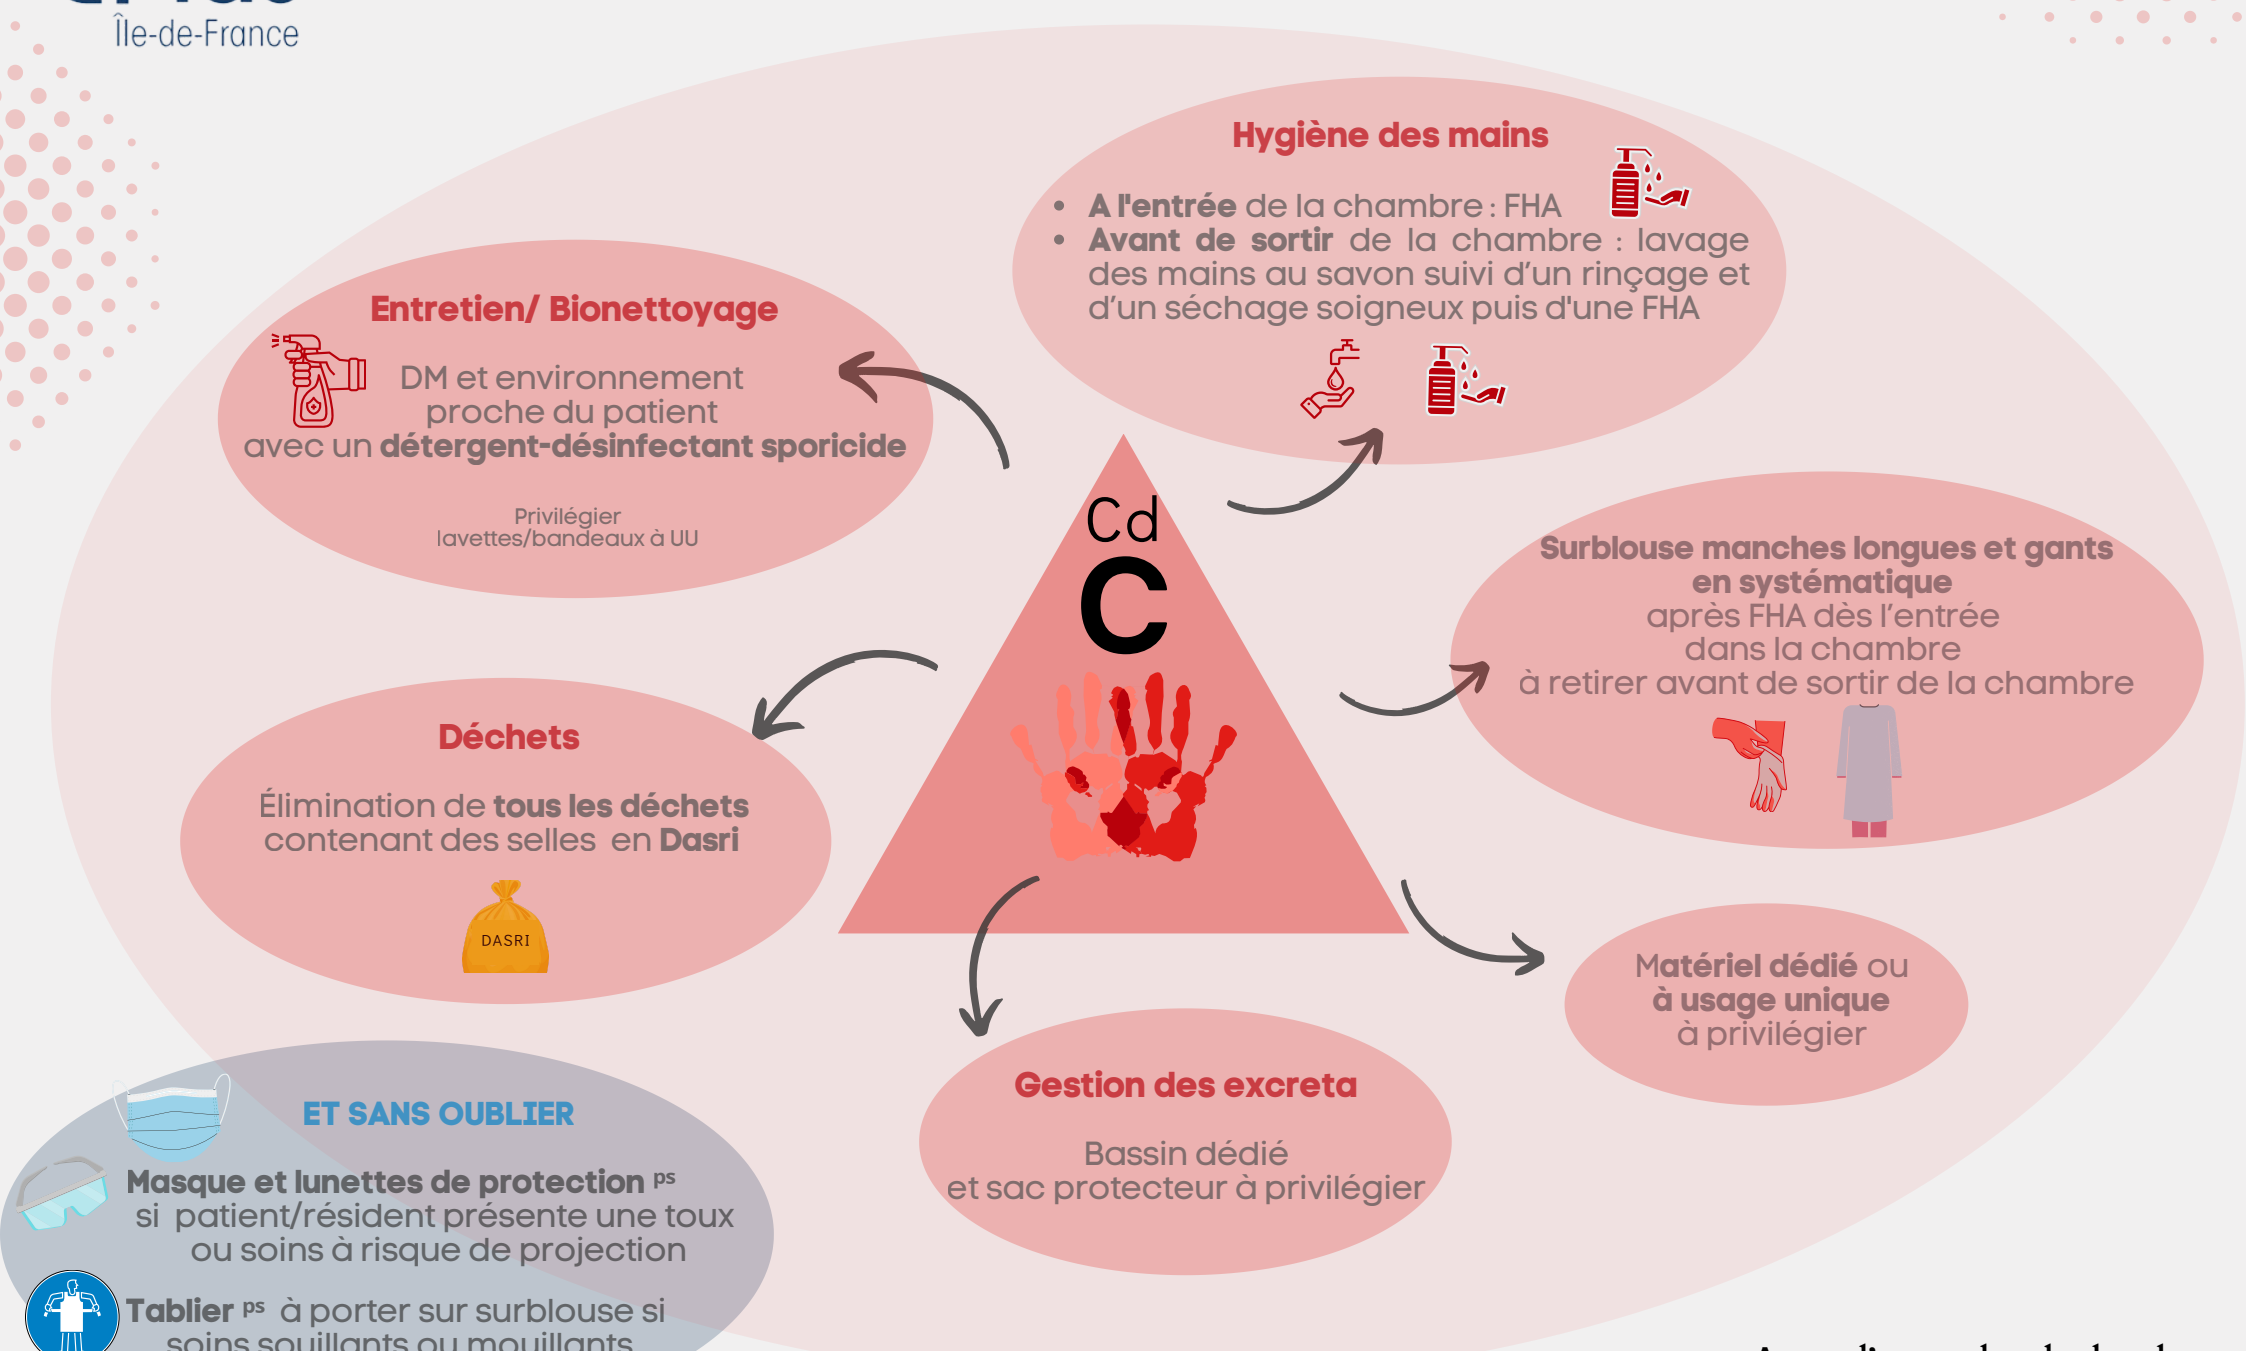 Île-de-France
Hygiène des mains
• A l'entrée de la chambre : FHA
• Avant de sortir de la chambre : lavage
des mains au savon suivi d’un rinçage et
d’un séchage soigneux puis d'une FHA
Entretien/ Bionettoyage
DM et environnement
proche du patient
avec un détergent-désinfectant sporicide
Privilégier
lavettes/bandeaux à UU
Cd
C
Surblouse manches longues et gants
en systématique
après FHA dès l’entrée
dans la chambre
à retirer avant de sortir de la chambre
Déchets
Élimination de tous les déchets
contenant des selles en Dasri
DASRI
Matériel dédié ou
à usage unique
à privilégier
Gestion des excreta
Bassin dédié
et sac protecteur à privilégier
ET SANS OUBLIER
Masque et lunettes de protection ps
si patient/résident présente une toux
ou soins à risque de projection
Tablier ps à porter sur surblouse si
soins souillants ou mouillants